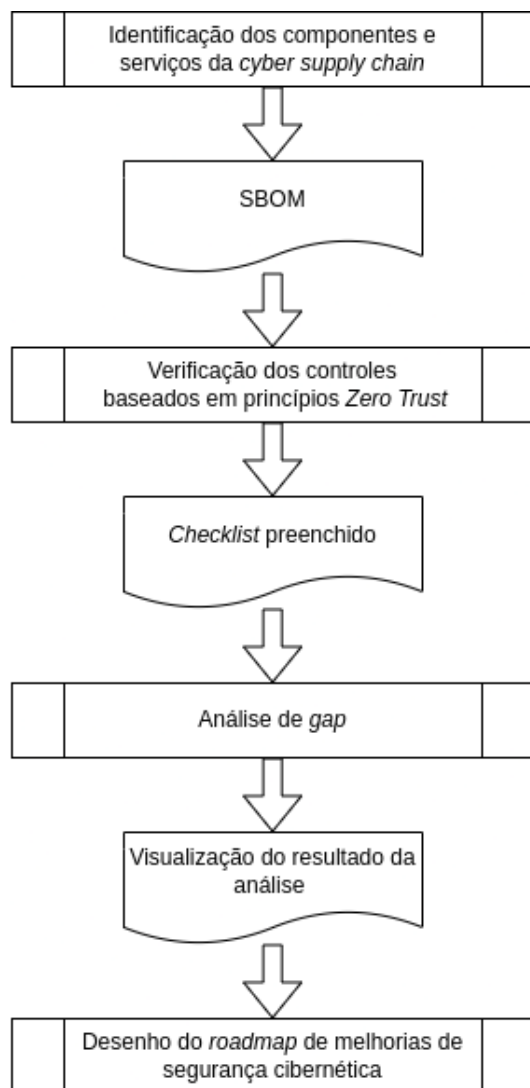 Identificação dos componentes e
serviços da cyber supply chain
SBOM
Verificação dos controles
baseados em princípios Zero Trust
Checklist preenchido
Análise de gap
Visualização do resultado da
análise
Desenho do roadmap de melhorias de
segurança cibernética